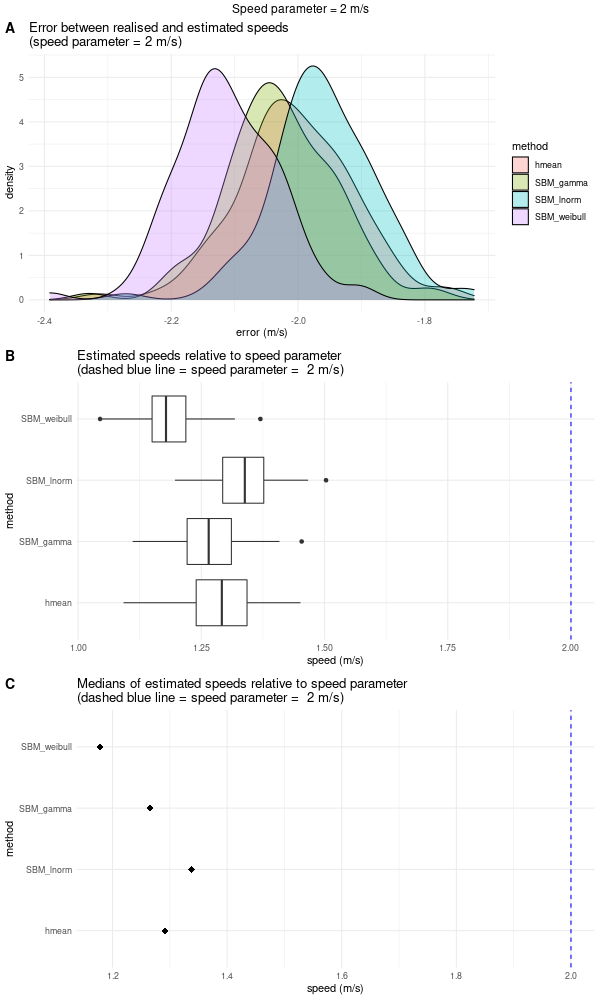 Speed parameter = 2 m/s
A
Error between realised and estimated speeds
(speed parameter = 2 m/s)
density
5
4
3
2
1
0
-2.4
-2.2
-2.0
-1.8
error (m/s)
method
hmean
SBM_gamma
SBM_lnorm
SBM_weibull
B
Estimated speeds relative to speed parameter
(dashed blue line = speed parameter =  2 m/s)
method
SBM_weibull
SBM_lnorm
SBM_gamma
hmean
1.00
1.25
1.50
1.75
2.00
speed (m/s)
C
Medians of estimated speeds relative to speed parameter
(dashed blue line = speed parameter =  2 m/s)
method
SBM_weibull
SBM_gamma
SBM_lnorm
hmean
1.2
1.4
1.6
1.8
2.0
speed (m/s)